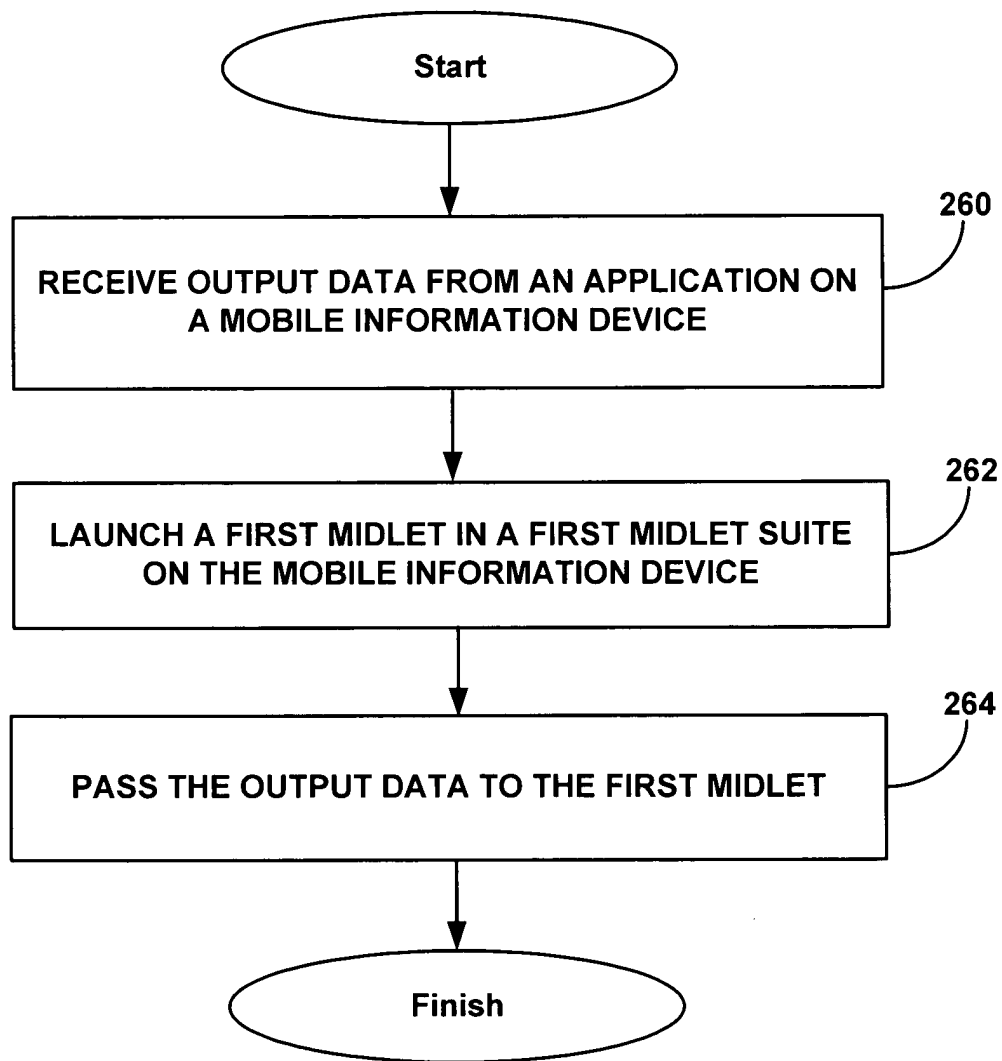 Start
260
RECEIVE OUTPUT DATA FROM AN APPLICATION ON
A MOBILE INFORMATION DEVICE
262
LAUNCH A FIRST MIDLET IN A FIRST MIDLET SUITE
ON THE MOBILE INFORMATION DEVICE
264
PASS THE OUTPUT DATA TO THE FIRST MIDLET
Finish